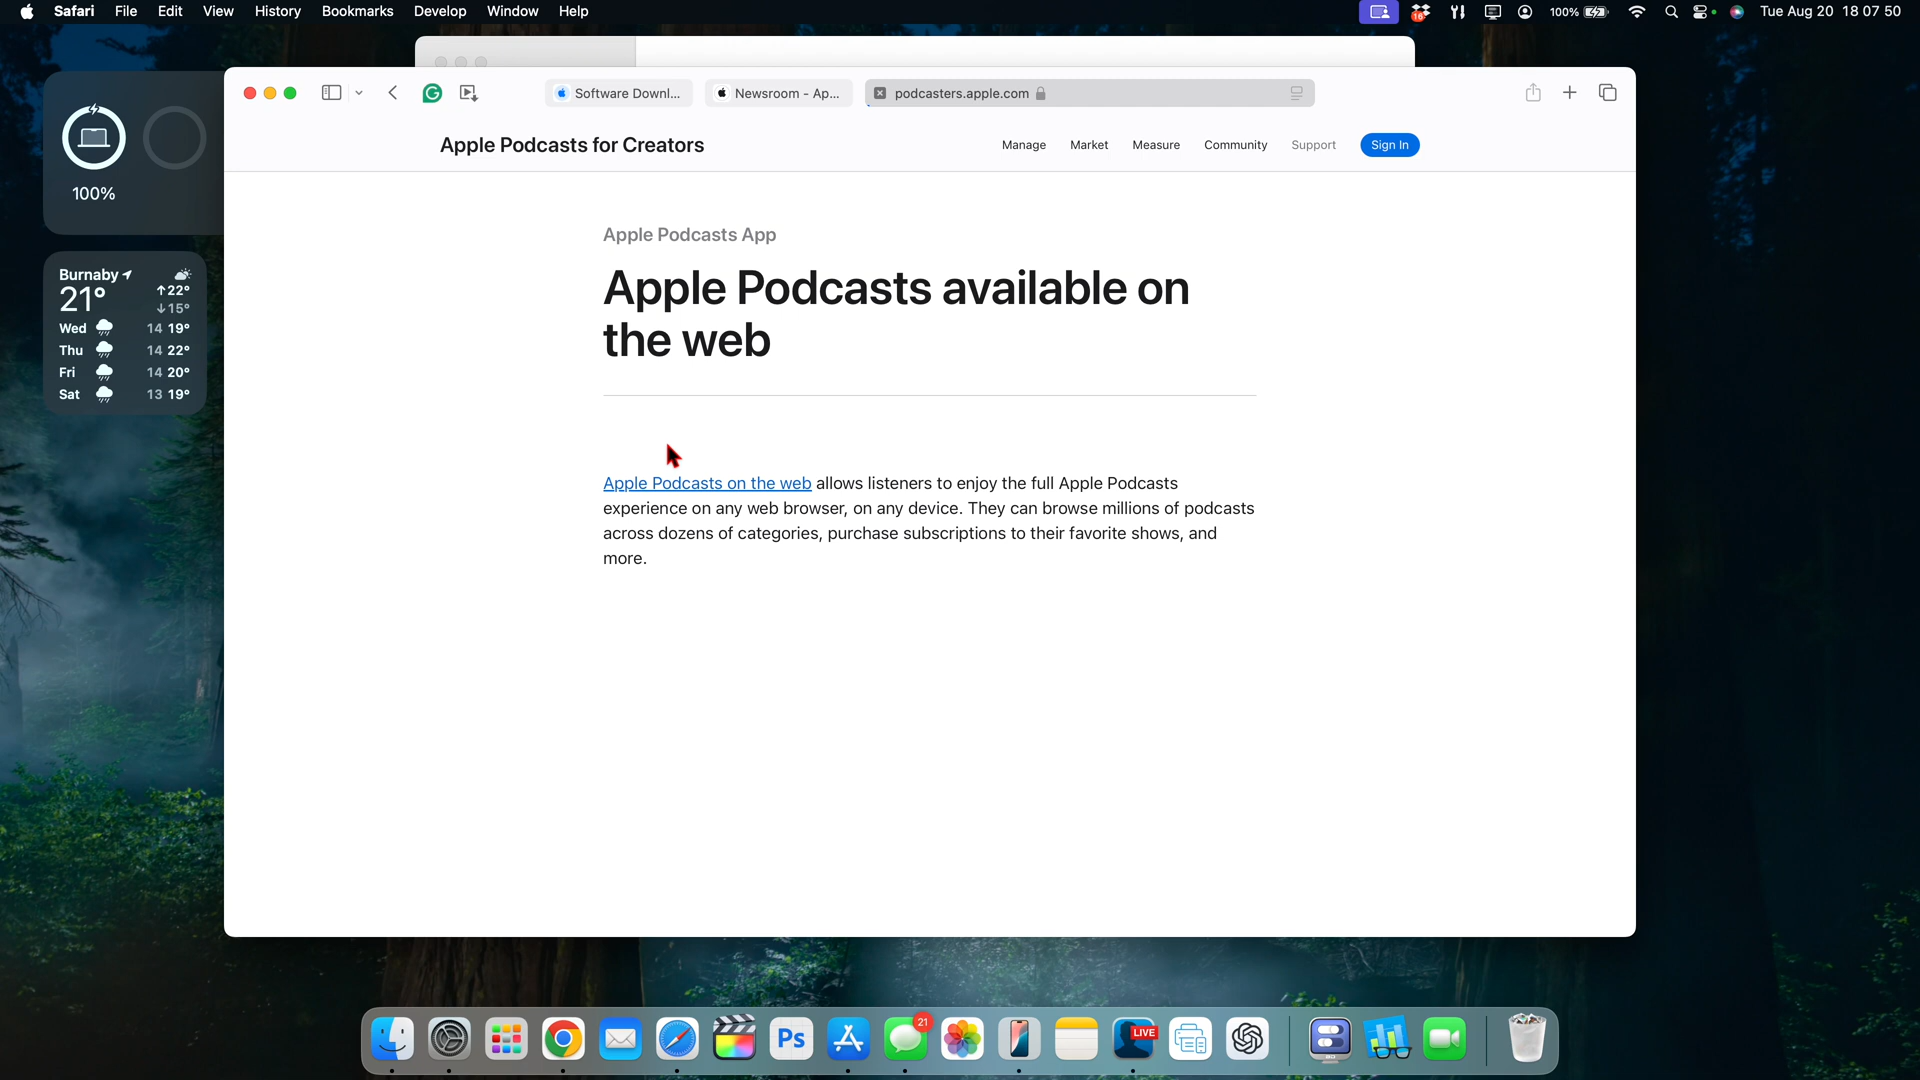 Safari File Edit View History Bookmarks Develop Window Help 16 100% Tue Aug 20 18 07 50
Software Downl... Newsroom - Ap... podcasters.apple.com
Apple Podcasts for Creators Manage Market Measure Community Support Sign In
100%
Apple Podcasts App
Apple Podcasts available on
the web
Burnaby
21° ↑22°
↓15°
Wed 14 19°
Thu 14 22°
Fri 14 20°
Sat 13 19°
Apple Podcasts on the web allows listeners to enjoy the full Apple Podcasts
experience on any web browser, on any device. They can browse millions of podcasts
across dozens of categories, purchase subscriptions to their favorite shows, and
more.
Ps 21 LIVE